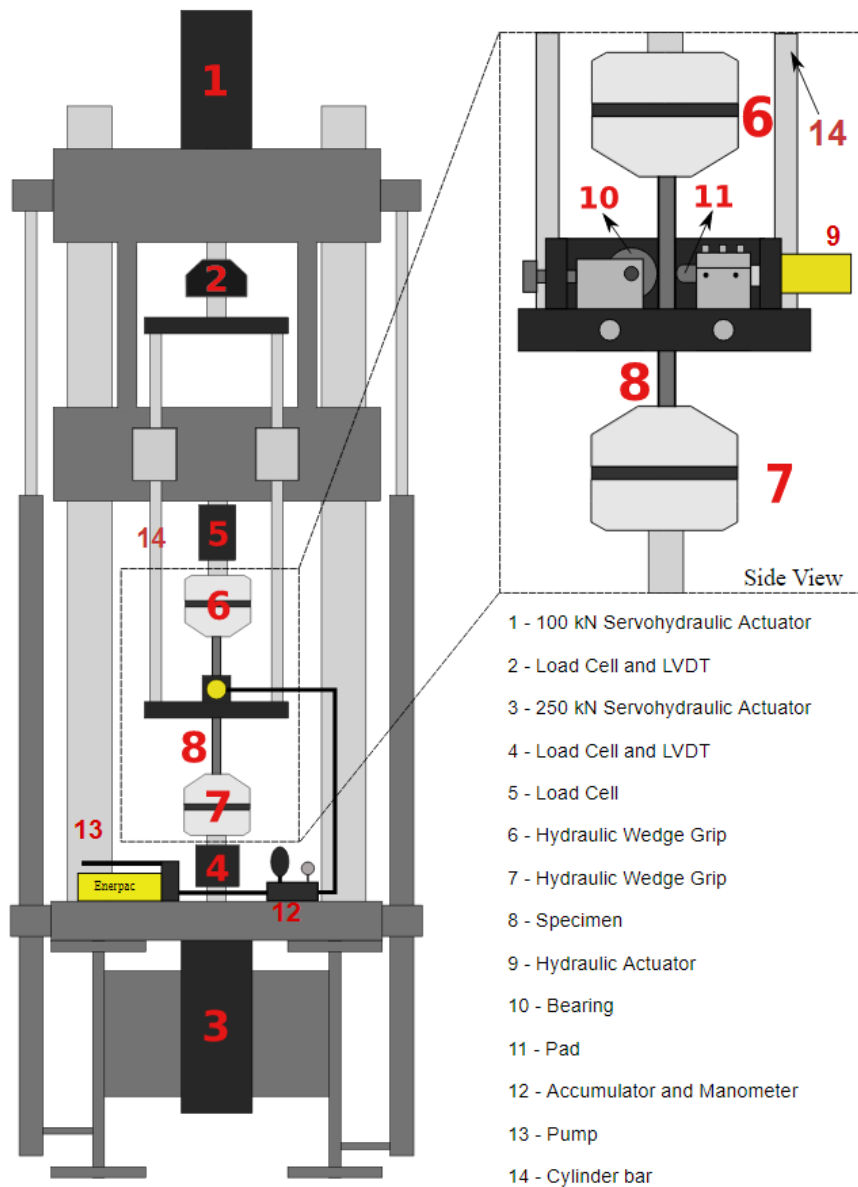 1
2
14
5
6
8
7
13
4
Enerpac
12
3
6
14
10
11
9
8
7
Side View
1 - 100 kN Servohydraulic Actuator
2 - Load Cell and LVDT
3 - 250 kN Servohydraulic Actuator
4 - Load Cell and LVDT
5 - Load Cell
6 - Hydraulic Wedge Grip
7 - Hydraulic Wedge Grip
8 - Specimen
9 - Hydraulic Actuator
10 - Bearing
11 - Pad
12 - Accumulator and Manometer
13 - Pump
14 - Cylinder bar